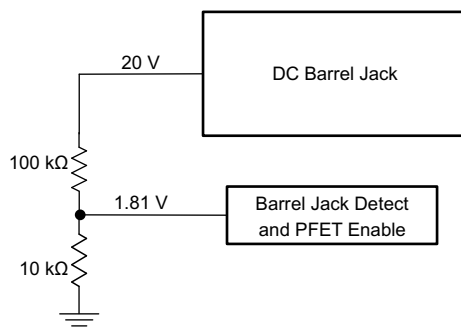 20 V
DC Barrel Jack
100 kΩ
1.81 V
Barrel Jack Detect
and PFET Enable
10 kΩ